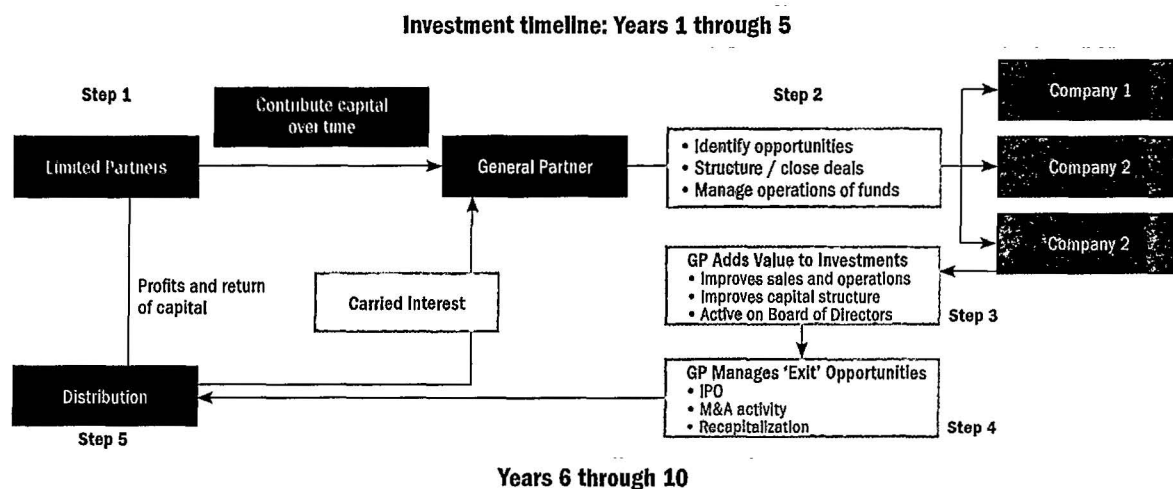 Investment timeline: Years 1 through 5
Step 1
Contribute capital
over time
Step 2
Company 1
Limited Partners
General Partner
• Identify opportunities
• Structure / close deals
• Manage operations of funds
Company 2
Company 2
Profits and return
of capital
Carried Interest
GP Adds Value to Investments
• Improves sales and operations
• Improves capital structure
• Active on Board of Directors
Step 3
Distribution
Step 5
GP Manages 'Exit' Opportunities
• IPO
• M&A activity
• Recapitalization
Step 4
Years 6 through 10